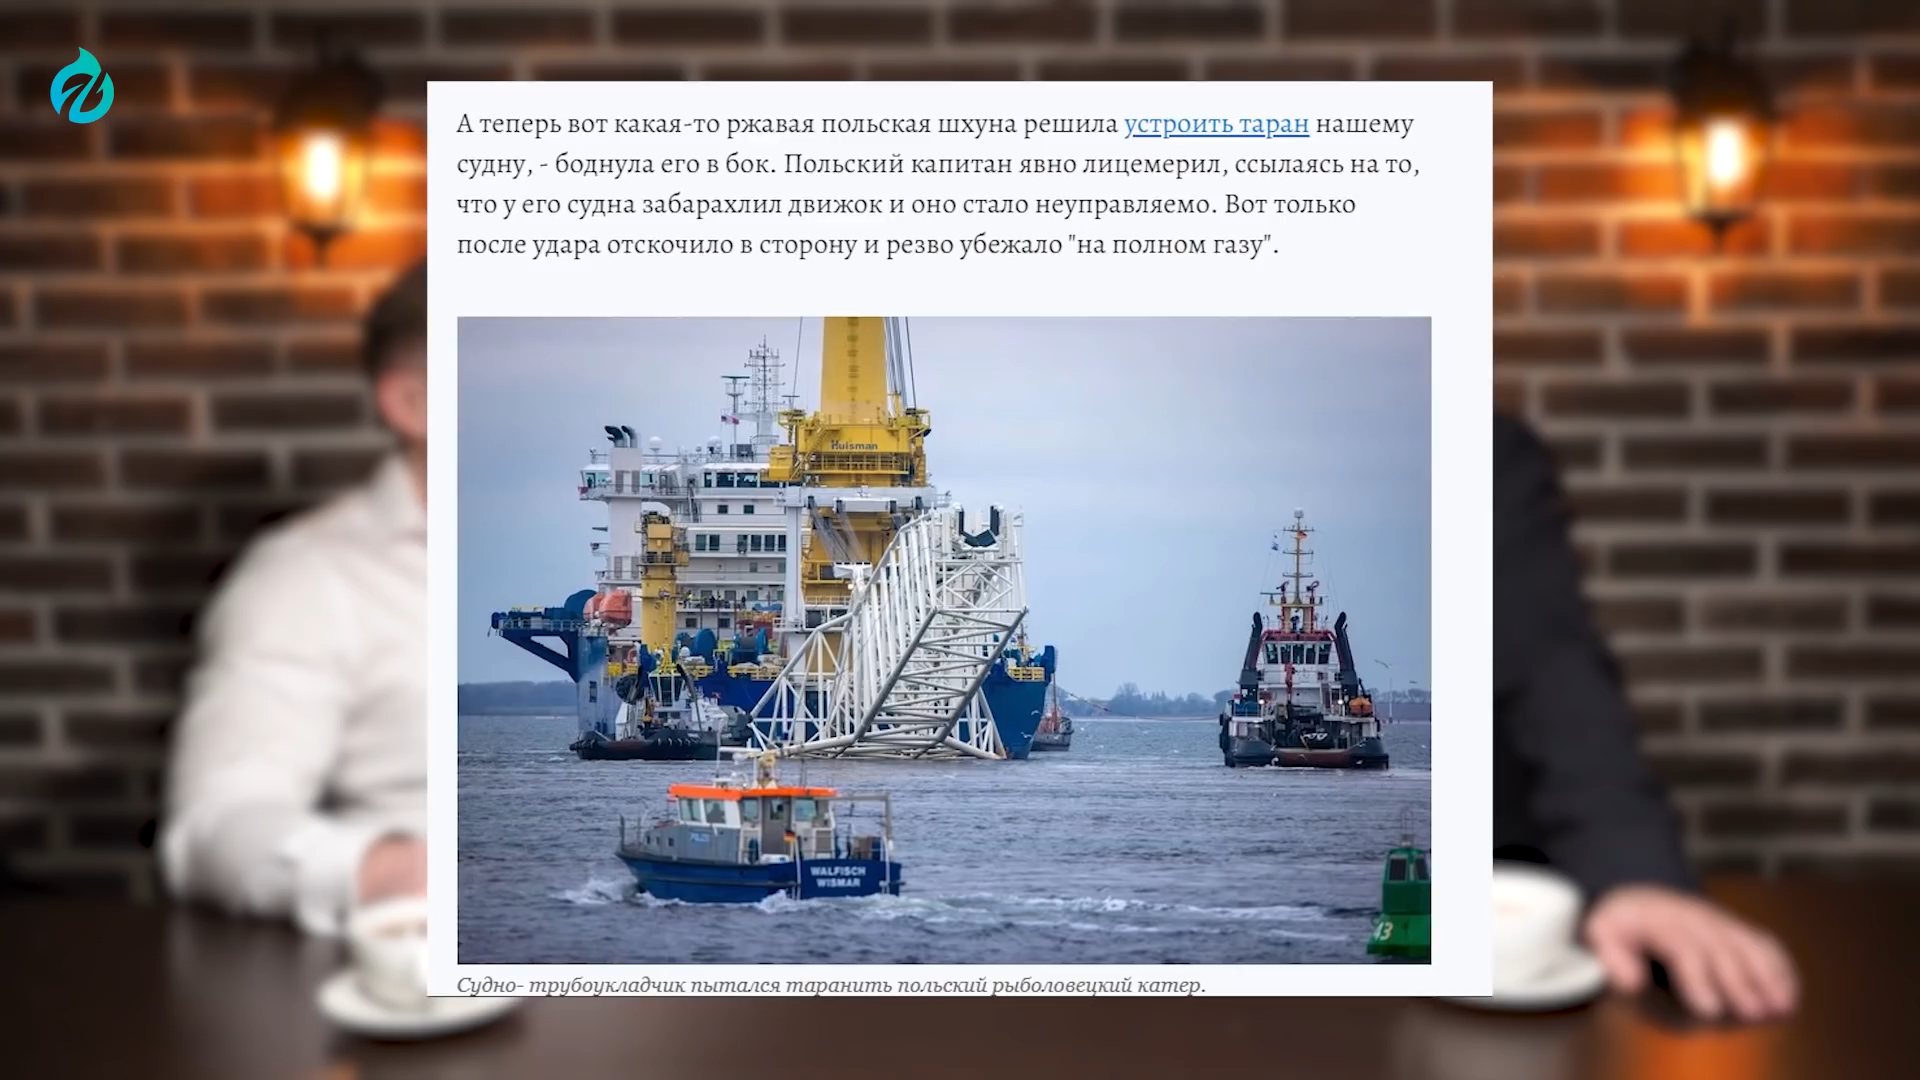 А теперь вот какая-то ржавая польская шхуна решила устроить таран нашему
судну, - боднула его в бок. Польский капитан явно лицемерил, ссылаясь на то,
что у его судна забарахлил движок и оно стало неуправляемо. Вот только
после удара отскочило в сторону и резво убежало "на полном газу".
Huisman
WALFISCH
WISMAR
43
Судно- трубоукладчик пытался таранить польский рыболовецкий катер.